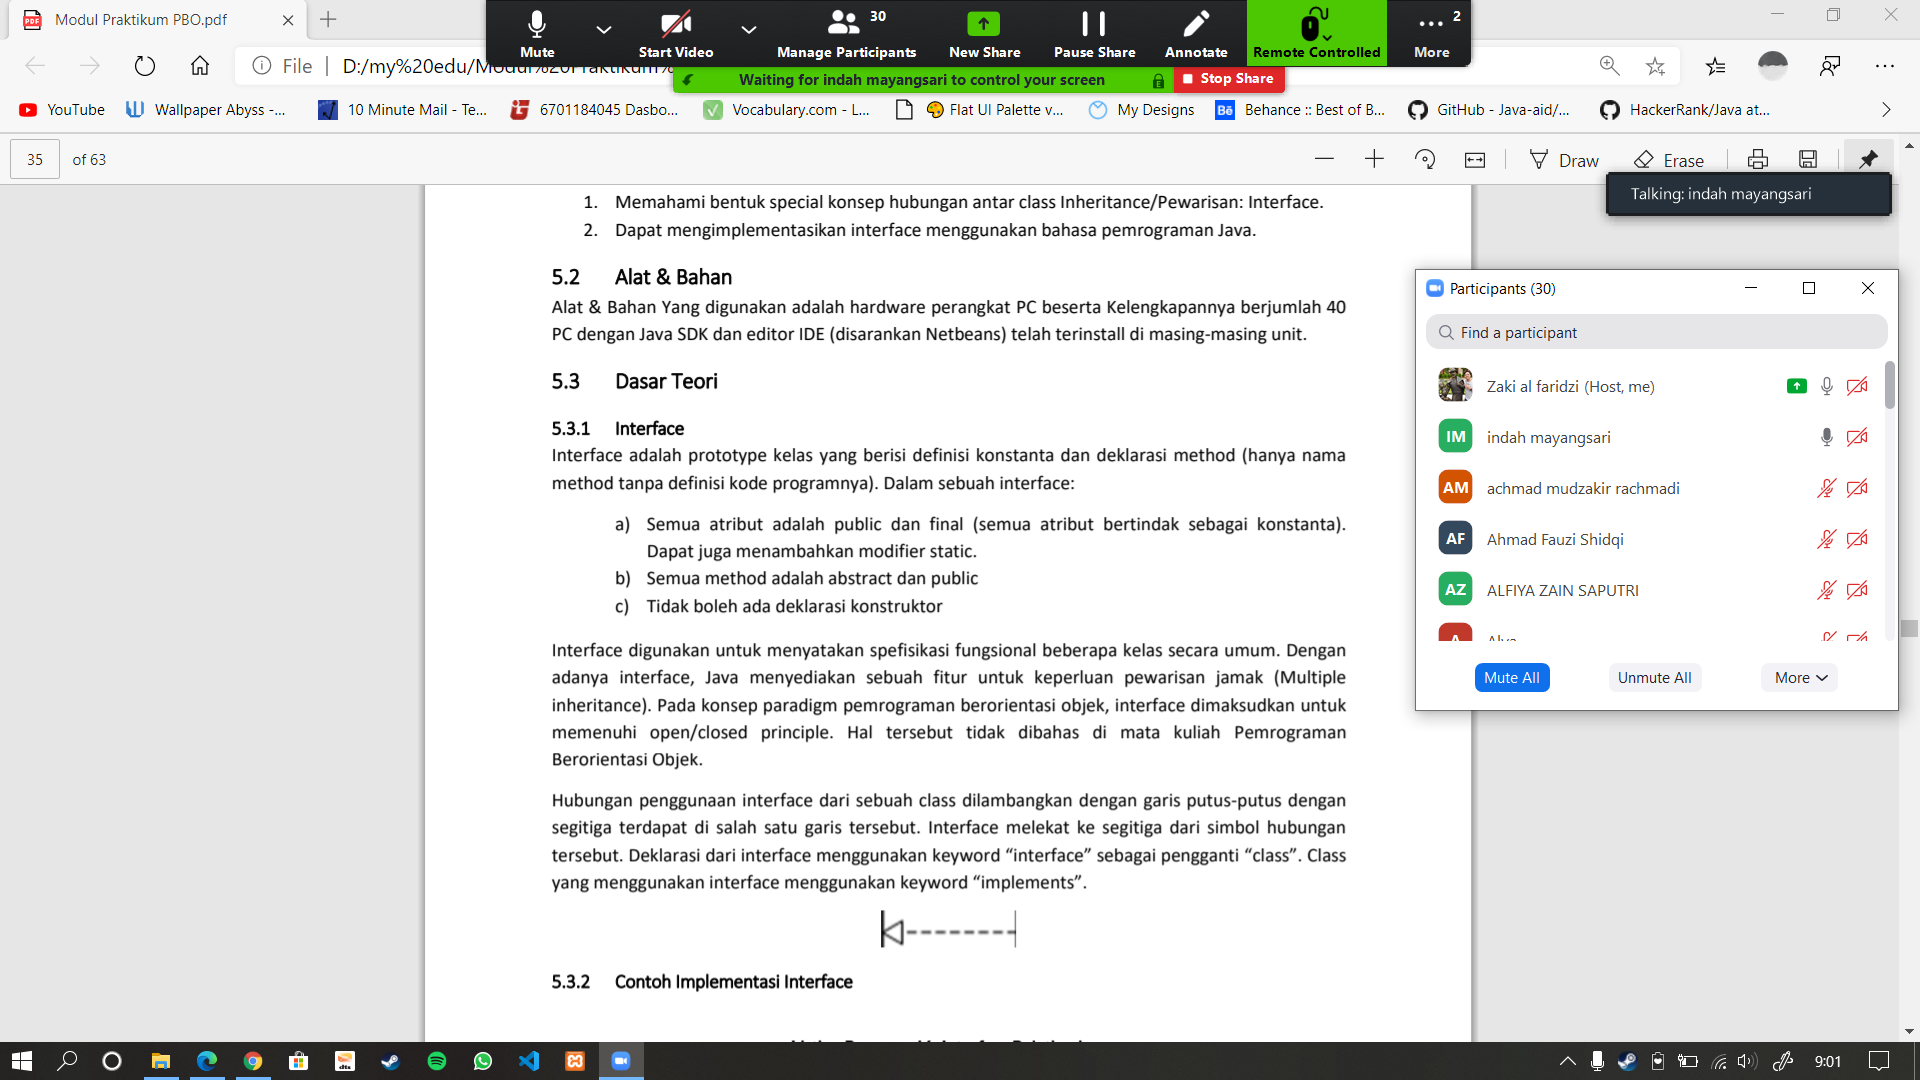 Modul Praktikum PBO.pdf
Mute
Start Video
30
Manage Participants
New Share
Pause Share
Annotate
Remote Controlled
2
More
File
D:/my%20edu/Modul%20Praktikum%
Waiting for indah mayangsari to control your screen
Stop Share
YouTube
Wallpaper Abyss -...
10 Minute Mail - Te...
6701184045 Dasbo...
Vocabulary.com - L...
Flat UI Palette v...
My Designs
Behance :: Best of B...
GitHub - Java-aid/...
HackerRank/Java at...
35 of 63
Draw
Erase
Talking: indah mayangsari
1. Memahami bentuk special konsep hubungan antar class Inheritance/Pewarisan: Interface.
2. Dapat mengimplementasikan interface menggunakan bahasa pemrograman Java.
5.2 Alat & Bahan
Alat & Bahan Yang digunakan adalah hardware perangkat PC beserta Kelengkapannya berjumlah 40
PC dengan Java SDK dan editor IDE (disarankan Netbeans) telah terinstall di masing-masing unit.
5.3 Dasar Teori
5.3.1 Interface
Interface adalah prototype kelas yang berisi definisi konstanta dan deklarasi method (hanya nama
method tanpa definisi kode programnya). Dalam sebuah interface:
a) Semua atribut adalah public dan final (semua atribut bertindak sebagai konstanta).
Dapat juga menambahkan modifier static.
b) Semua method adalah abstract dan public
c) Tidak boleh ada deklarasi konstruktor
Interface digunakan untuk menyatakan spefisikasi fungsional beberapa kelas secara umum. Dengan
adanya interface, Java menyediakan sebuah fitur untuk keperluan pewarisan jamak (Multiple
inheritance). Pada konsep paradigm pemrograman berorientasi objek, interface dimaksudkan untuk
memenuhi open/closed principle. Hal tersebut tidak dibahas di mata kuliah Pemrograman
Berorientasi Objek.
Hubungan penggunaan interface dari sebuah class dilambangkan dengan garis putus-putus dengan
segitiga terdapat di salah satu garis tersebut. Interface melekat ke segitiga dari simbol hubungan
tersebut. Deklarasi dari interface menggunakan keyword “interface” sebagai pengganti “class”. Class
yang menggunakan interface menggunakan keyword “implements”.
5.3.2 Contoh Implementasi Interface
Participants (30)
Find a participant
Zaki al faridzi (Host, me)
IM indah mayangsari
AM achmad mudzakir rachmadi
AF Ahmad Fauzi Shidqi
AZ ALFIYA ZAIN SAPUTRI
Mute All
Unmute All
More
9:01